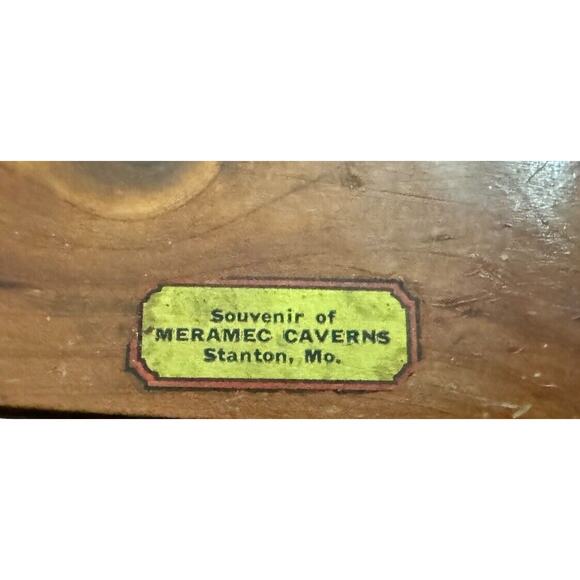 Souvenir of
MERAMEC CAVERNS
Stanton, Mo.